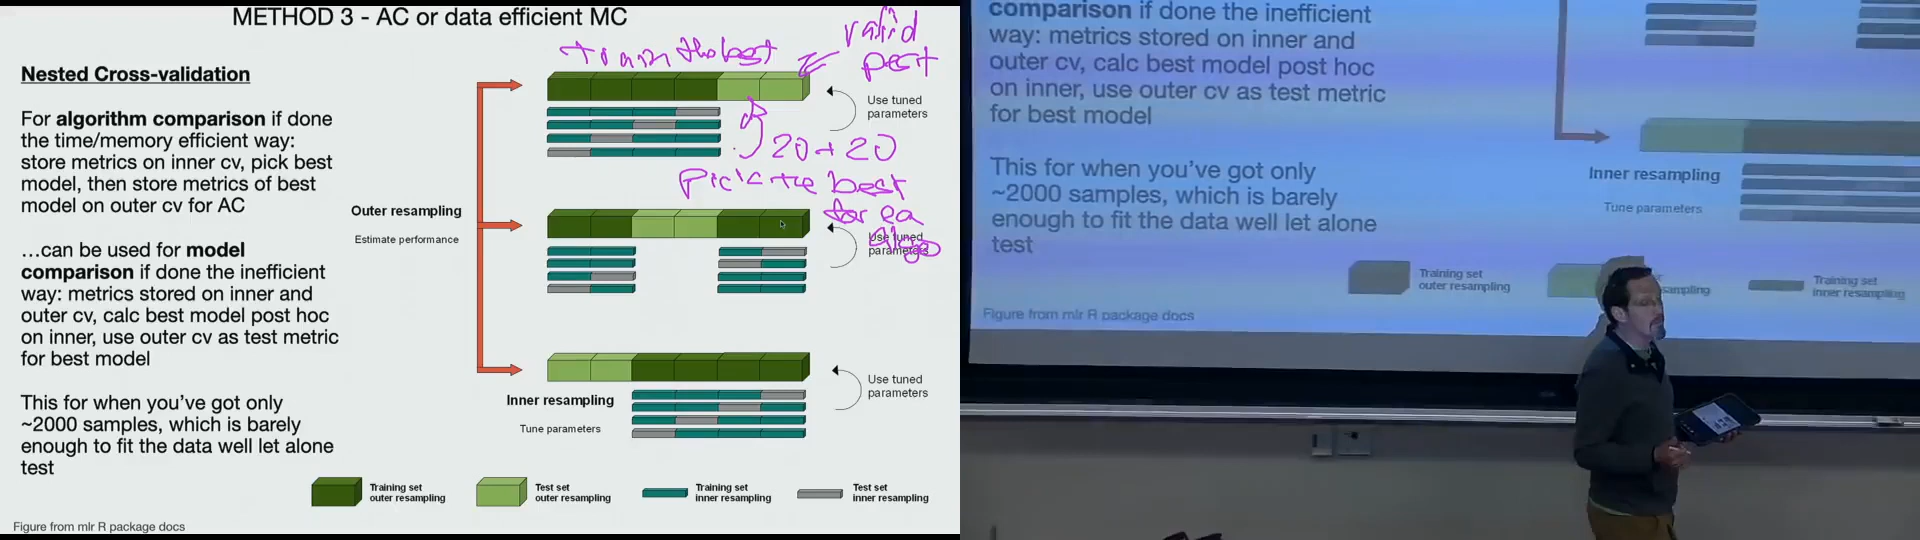 METHOD 3 - AC or data efficient MC
Nested Cross-validation
For algorithm comparison if done
the time/memory efficient way:
store metrics on inner cv, pick best
model, then store metrics of best
model on outer cv for AC
…can be used for model
comparison if done the inefficient
way: metrics stored on inner and
outer cv, calc best model post hoc
on inner, use outer cv as test metric
for best model
This for when you've got only
~2000 samples, which is barely
enough to fit the data well let alone
test
Figure from mlr R package docs
Train the best
valid
Use tuned
parameters
20 + 20
Pick the best
for ea
algo
Outer resampling
Estimate performance
Use tuned
parameters
Use tuned
parameters
Inner resampling
Tune parameters
Training set
outer resampling
Test set
outer resampling
Training set
inner resampling
Test set
inner resampling
comparison if done the inefficient
way: metrics stored on inner and
outer cv, calc best model post hoc
on inner, use outer cv as test metric
for best model
This for when you've got only
~2000 samples, which is barely
enough to fit the data well let alone
test
Figure from mlr R package docs
Inner resampling
Tune parameters
Training set
outer resampling
sampling
Training set
inner resampling